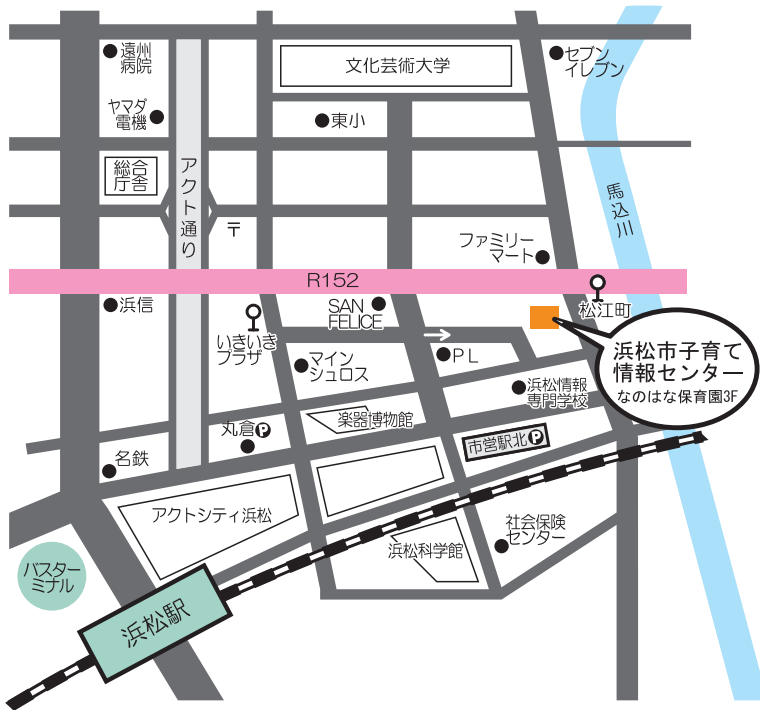 遠州
病院
文化芸術大学
セブン
イレブン
ヤマダ
電機
東小
アクト通り
総合
庁舎
馬込川
〒
ファミリー
マート
R152
浜信
SAN
FELICE
松江町
いきいき
プラザ
マイン
シュロス
PL
浜松市子育て
情報センター
なのはな保育園3F
浜松情報
専門学校
楽器博物館
丸倉P
市営駅北P
名鉄
アクトシティ浜松
社会保険
センター
浜松科学館
バスター
ミナル
浜松駅